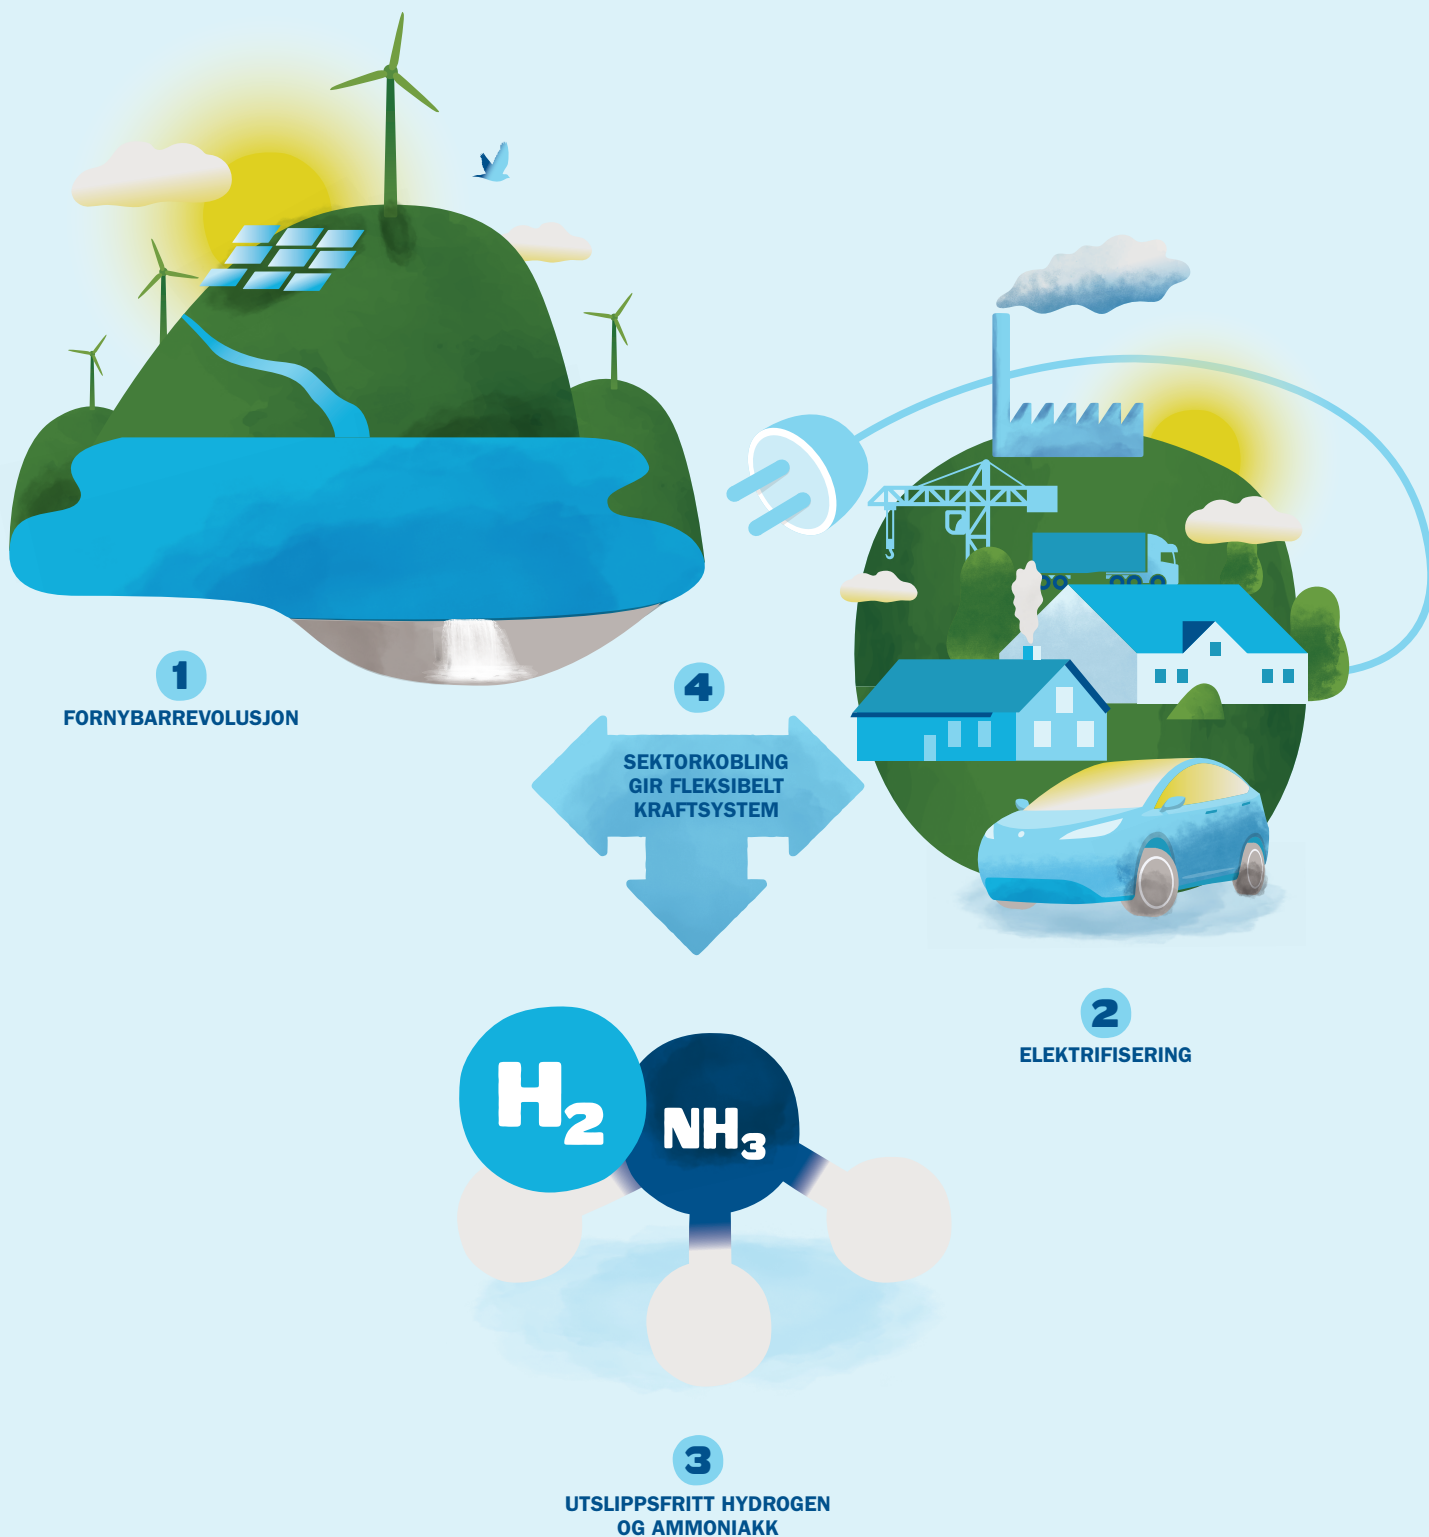 1
FORNYBARREVOLUSJON
4
SEKTORKOBLING
GIR FLEKSIBELT
KRAFTSYSTEM
2
ELEKTRIFISERING
H₂
NH₃
3
UTSLIPPSFRITT HYDROGEN
OG AMMONIAKK